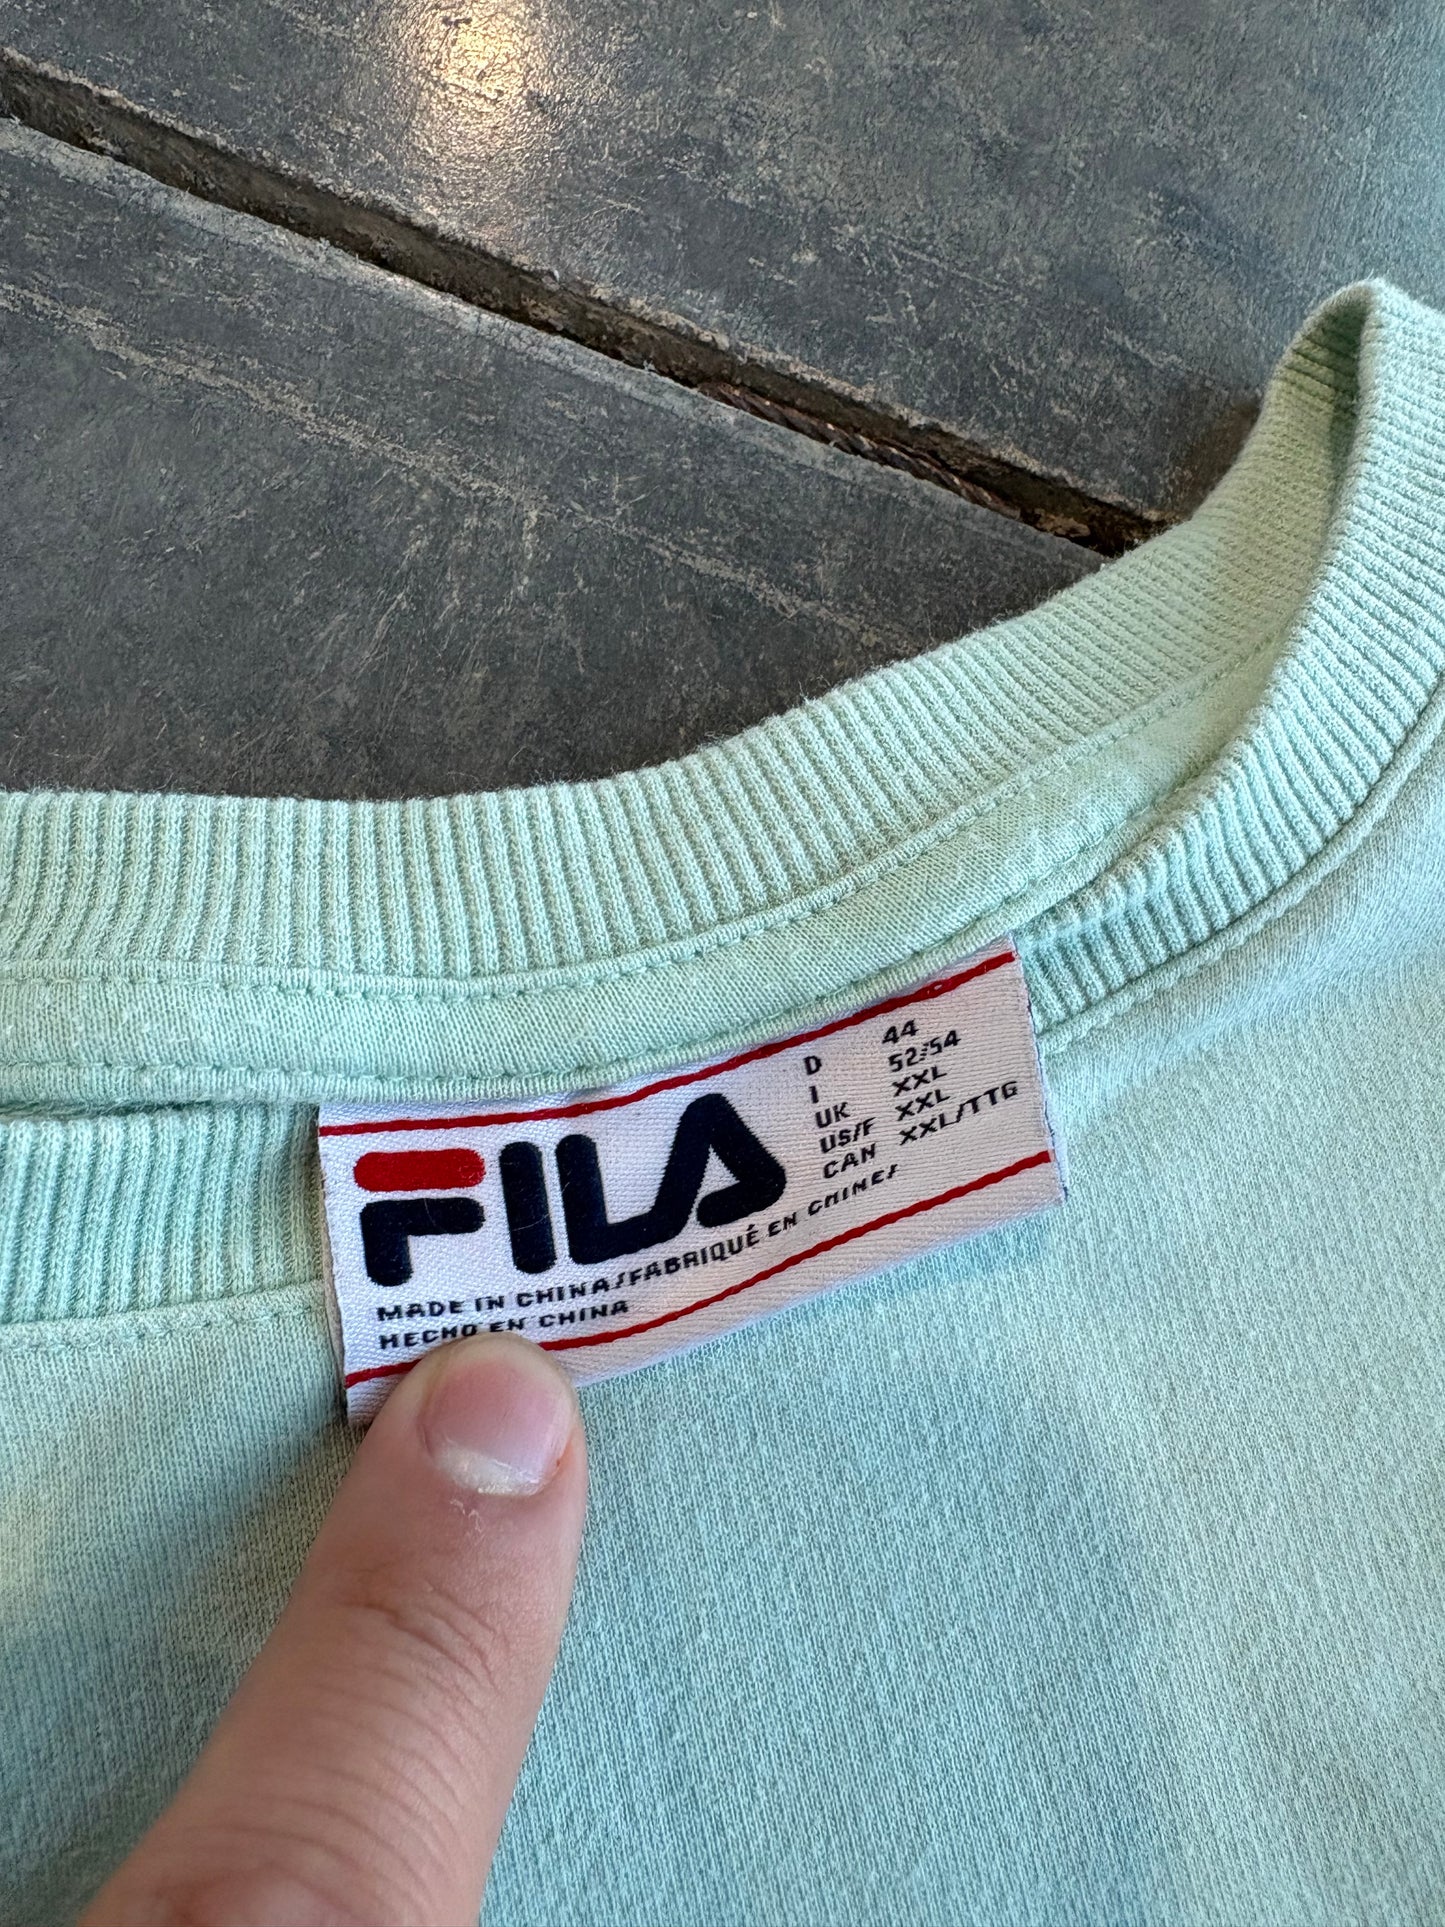 FILA
D 44
I 52/54
UK XXL
US/F XXL
CAN XXL/TTG
MADE IN CHINA/FABRIQUÉ EN CHINE/
HECHO EN CHINA